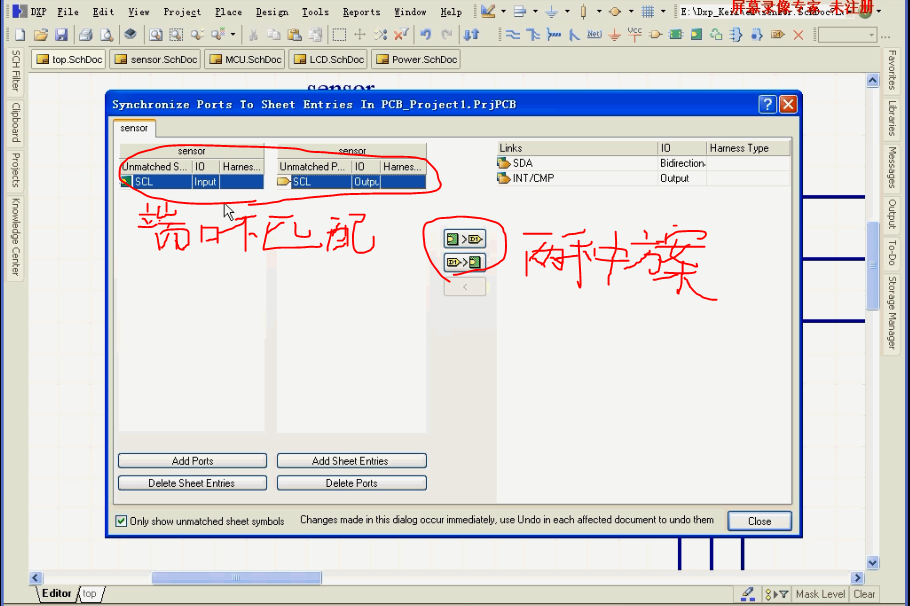 屏幕录像专家 未注册
DXP File Edit View Project Place Design Tools Reports Window Help
top.SchDoc sensor.SchDoc MCU.SchDoc LCD.SchDoc Power.SchDoc
sensor
Synchronize Ports To Sheet Entries In PCB_Project1.PrjPCB
sensor
sensor sensor
Unmatched S... IO Harnes... Unmatched P... IO Harnes...
SCL Input SCL Outpu
Links IO Harness Type
SDA Bidirection
INT/CMP Output
端口不匹配
两种方案
Add Ports Add Sheet Entries
Delete Sheet Entries Delete Ports
Only show unmatched sheet symbols Changes made in this dialog occur immediately, use Undo in each affected document to undo them Close
SCH Filter
Clipboard
Projects
Knowledge Center
Favorites
Libraries
Messages
Output
To-Do
Storage Manager
Editor top
Mask Level Clear